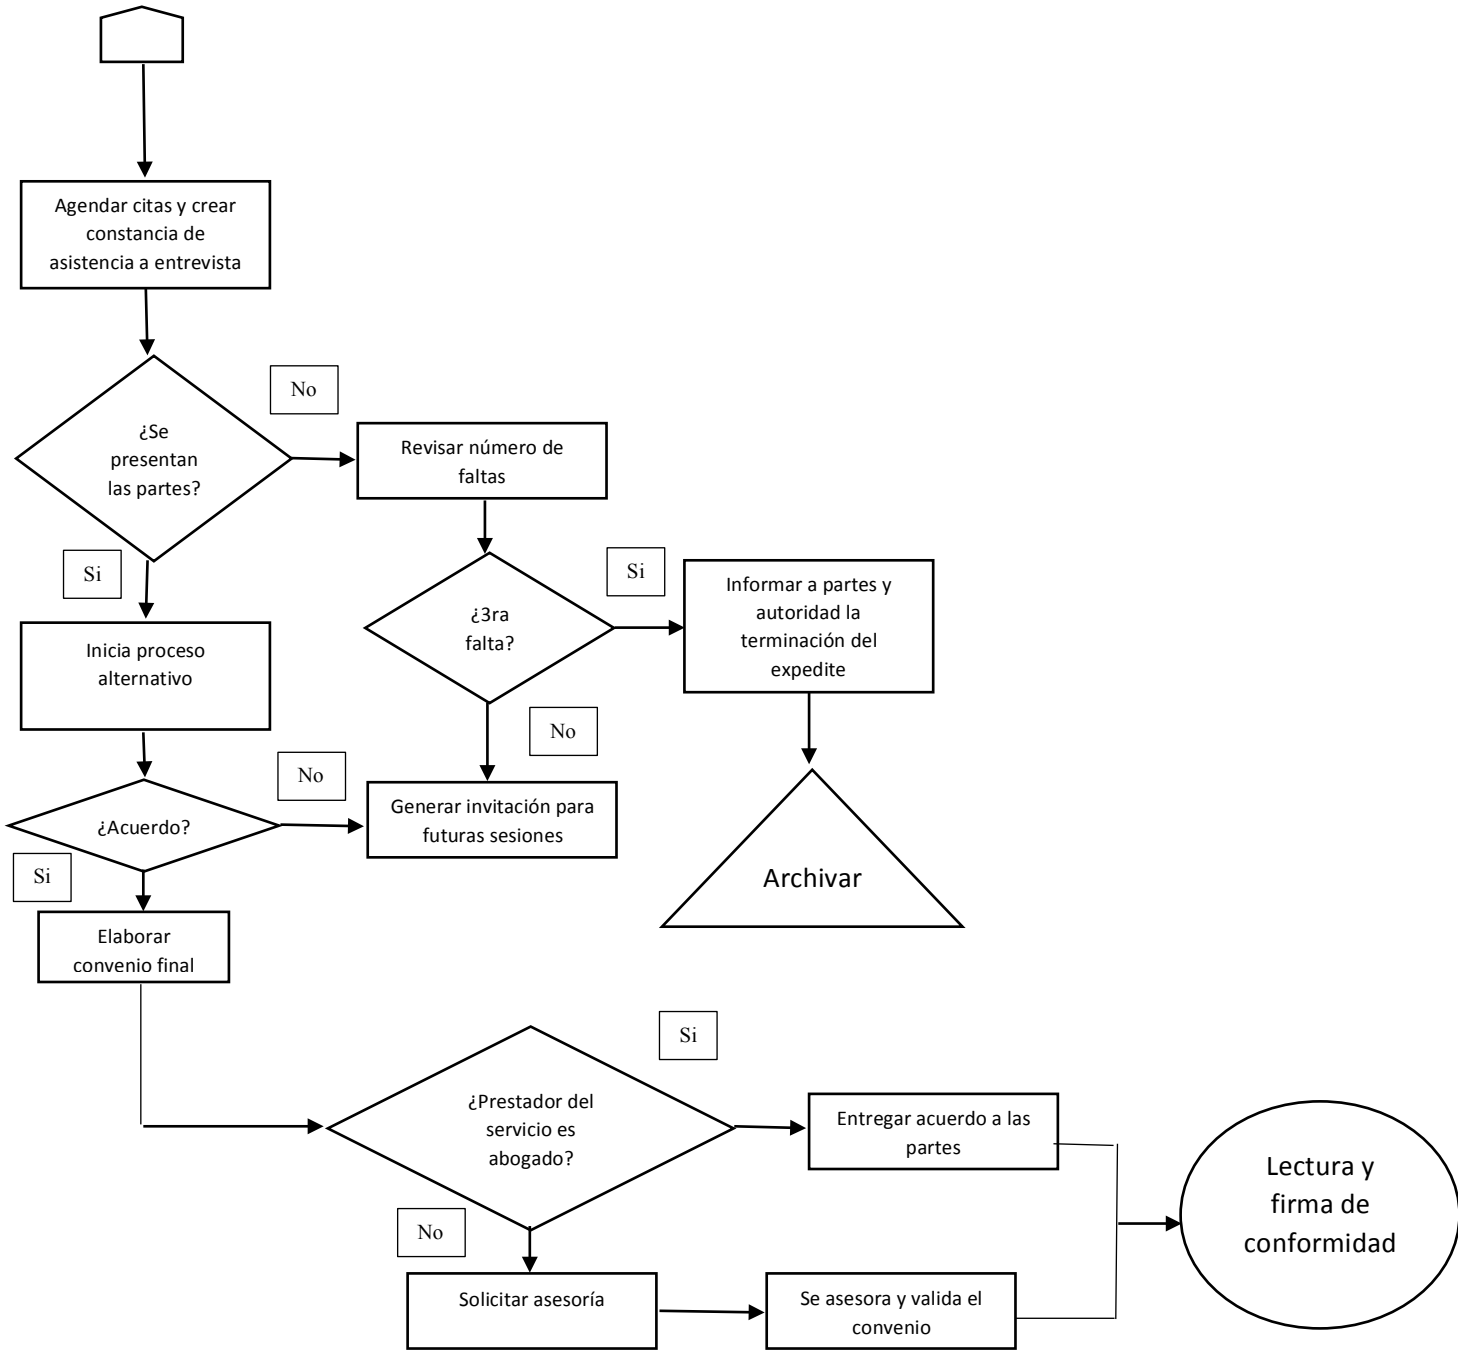 Agendar citas y crear
constancia de
asistencia a entrevista
No
¿Se
presentan
las partes?
Revisar número de
faltas
Si
Si
Informar a partes y
autoridad la
terminación del
expedite
¿3ra
falta?
Inicia proceso
alternativo
No
No
Generar invitación para
futuras sesiones
¿Acuerdo?
Si
Archivar
Elaborar
convenio final
Si
¿Prestador del
servicio es
abogado?
Entregar acuerdo a las
partes
Lectura y
firma de
conformidad
No
Solicitar asesoría
Se asesora y valida el
convenio